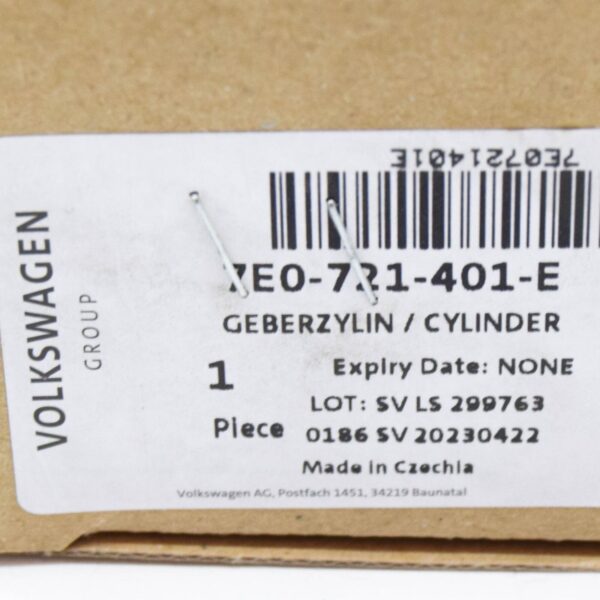 VOLKSWAGEN
GROUP
7E0721401E
7E0-721-401-E
GEBERZYLIN / CYLINDER
1
Piece
Expiry Date: NONE
LOT: SV LS 299763
0186 SV 20230422
Made in Czechia
Volkswagen AG, Postfach 1451, 34219 Baunatal